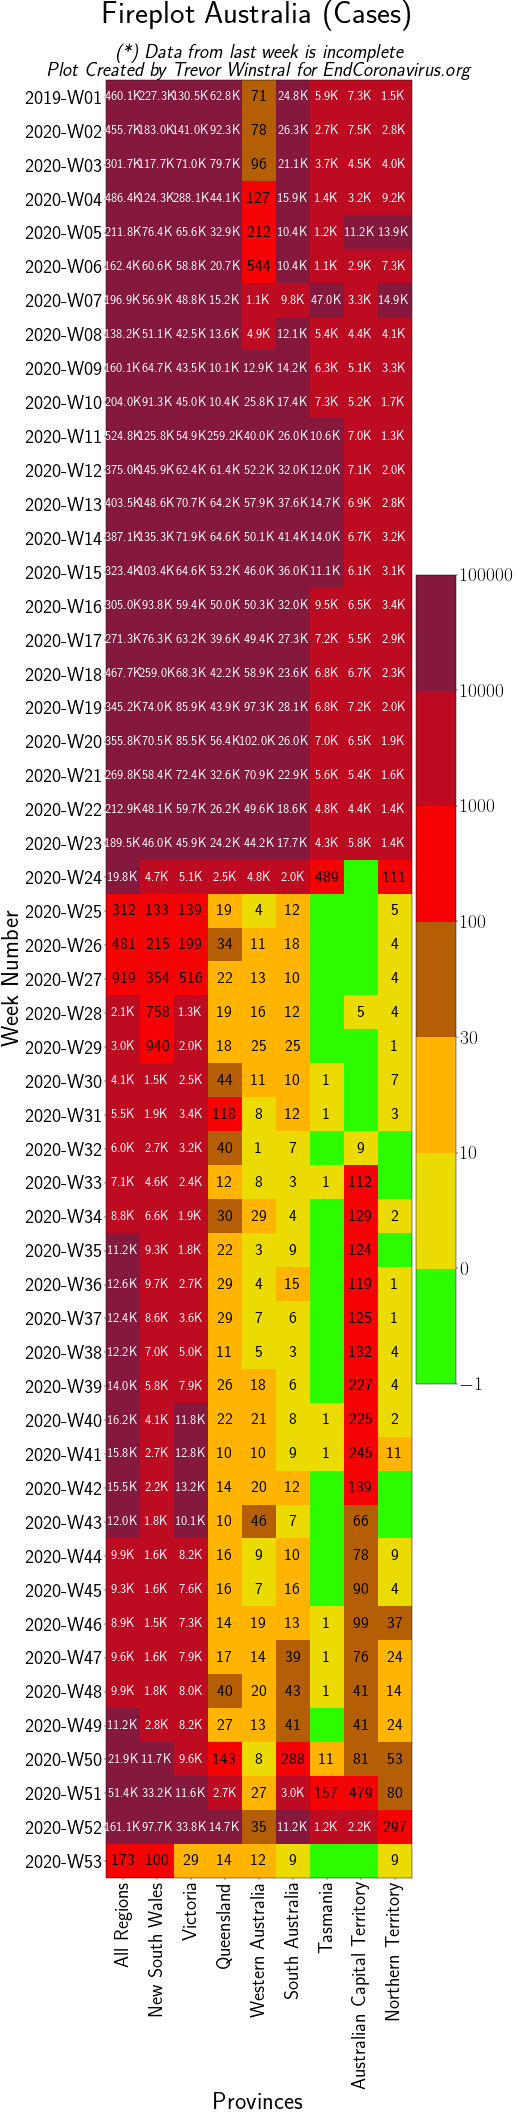 Fireplot Australia (Cases)
(*) Data from last week is incomplete
Plot Created by Trevor Winstral for EndCoronavirus.org
2019-W01 460.1K 227.3K 130.5K 62.8K 71 24.8K 5.9K 7.3K 1.5K
2020-W02 455.7K 183.0K 141.0K 92.3K 78 26.3K 2.7K 7.5K 2.8K
2020-W03 301.7K 117.7K 71.0K 79.7K 96 21.1K 3.7K 4.5K 4.0K
2020-W04 486.4K 124.3K 288.1K 44.1K 127 15.9K 1.4K 3.2K 9.2K
2020-W05 211.8K 76.4K 65.6K 32.9K 212 10.4K 1.2K 11.2K 13.9K
2020-W06 162.4K 60.6K 58.8K 20.7K 544 10.4K 1.1K 2.9K 7.3K
2020-W07 196.9K 56.9K 48.8K 15.2K 1.1K 9.8K 47.0K 3.3K 14.9K
2020-W08 138.2K 51.1K 42.5K 13.6K 4.9K 12.1K 5.4K 4.4K 4.1K
2020-W09 160.1K 64.7K 43.5K 10.1K 12.9K 14.2K 6.3K 5.1K 3.3K
2020-W10 204.0K 91.3K 45.0K 10.4K 25.8K 17.4K 7.3K 5.2K 1.7K
2020-W11 524.8K 125.8K 54.9K 259.2K 40.0K 26.0K 10.6K 7.0K 1.3K
2020-W12 375.0K 145.9K 62.4K 61.4K 52.2K 32.0K 12.0K 7.1K 2.0K
2020-W13 403.5K 148.6K 70.7K 64.2K 57.9K 37.6K 14.7K 6.9K 2.8K
2020-W14 387.1K 135.3K 71.9K 64.6K 50.1K 41.4K 14.0K 6.7K 3.2K
2020-W15 323.4K 103.4K 64.6K 53.2K 46.0K 36.0K 11.1K 6.1K 3.1K
2020-W16 305.0K 93.8K 59.4K 50.0K 50.3K 32.0K 9.5K 6.5K 3.4K
2020-W17 271.3K 76.3K 63.2K 39.6K 49.4K 27.3K 7.2K 5.5K 2.9K
2020-W18 467.7K 259.0K 68.3K 42.2K 58.9K 23.6K 6.8K 6.7K 2.3K
2020-W19 345.2K 74.0K 85.9K 43.9K 97.3K 28.1K 6.8K 7.2K 2.0K
2020-W20 355.8K 70.5K 85.5K 56.4K 102.0K 26.0K 7.0K 6.5K 1.9K
2020-W21 269.8K 58.4K 72.4K 32.6K 70.9K 22.9K 5.6K 5.4K 1.6K
2020-W22 212.9K 48.1K 59.7K 26.2K 49.6K 18.6K 4.8K 4.4K 1.4K
2020-W23 189.5K 46.0K 45.9K 24.2K 44.2K 17.7K 4.3K 5.8K 1.4K
2020-W24 19.8K 4.7K 5.1K 2.5K 4.8K 2.0K 489 111
2020-W25 312 133 139 19 4 12 5
2020-W26 481 215 199 34 11 18 4
2020-W27 919 354 516 22 13 10 4
2020-W28 2.1K 758 1.3K 19 16 12 5 4
2020-W29 3.0K 940 2.0K 18 25 25 1
2020-W30 4.1K 1.5K 2.5K 44 11 10 1 7
2020-W31 5.5K 1.9K 3.4K 118 8 12 1 3
2020-W32 6.0K 2.7K 3.2K 40 1 7 9
2020-W33 7.1K 4.6K 2.4K 12 8 3 1 112
2020-W34 8.8K 6.6K 1.9K 30 29 4 129 2
2020-W35 11.2K 9.3K 1.8K 22 3 9 124
2020-W36 12.6K 9.7K 2.7K 29 4 15 119 1
2020-W37 12.4K 8.6K 3.6K 29 7 6 125 1
2020-W38 12.2K 7.0K 5.0K 11 5 3 132 4
2020-W39 14.0K 5.8K 7.9K 26 18 6 227 4
2020-W40 16.2K 4.1K 11.8K 22 21 8 1 225 2
2020-W41 15.8K 2.7K 12.8K 10 10 9 1 245 11
2020-W42 15.5K 2.2K 13.2K 14 20 12 139
2020-W43 12.0K 1.8K 10.1K 10 46 7 66
2020-W44 9.9K 1.6K 8.2K 16 9 10 78 9
2020-W45 9.3K 1.6K 7.6K 16 7 16 90 4
2020-W46 8.9K 1.5K 7.3K 14 19 13 1 99 37
2020-W47 9.6K 1.6K 7.9K 17 14 39 1 76 24
2020-W48 9.9K 1.8K 8.0K 40 20 43 1 41 14
2020-W49 11.2K 2.8K 8.2K 27 13 41 41 24
2020-W50 21.9K 11.7K 9.6K 143 8 288 11 81 53
2020-W51 51.4K 33.2K 11.6K 2.7K 27 3.0K 157 479 80
2020-W52 161.1K 97.7K 33.8K 14.7K 35 11.2K 1.2K 2.2K 297
2020-W53 173 100 29 14 12 9 9
Week Number
All Regions
New South Wales
Victoria
Queensland
Western Australia
South Australia
Tasmania
Australian Capital Territory
Northern Territory
Provinces
100000
10000
1000
100
30
10
0
−1